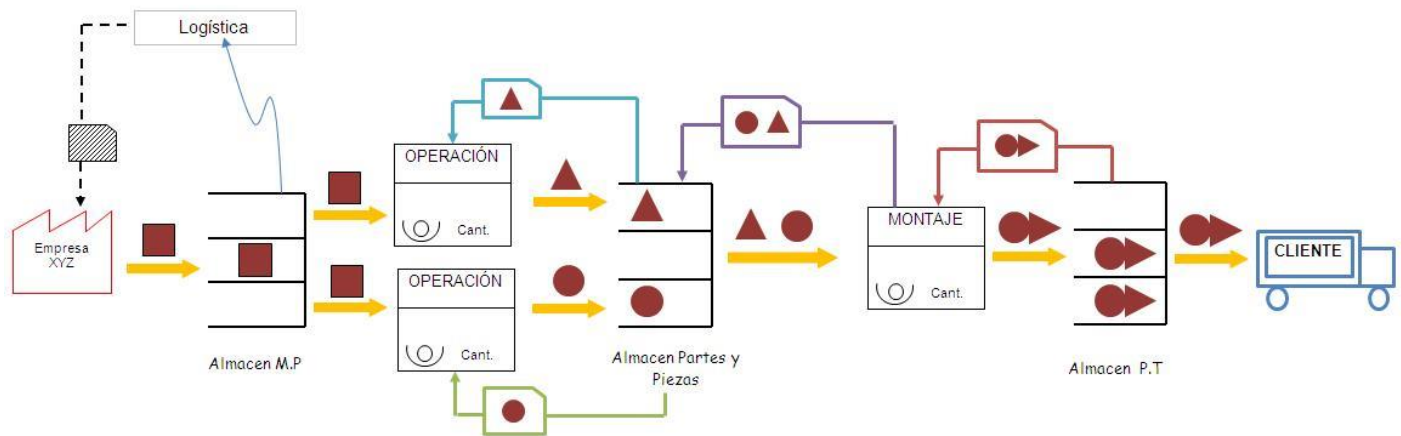 Logística
OPERACIÓN
Cant.
Empresa
XYZ
OPERACIÓN
Cant.
MONTAJE
Cant.
CLIENTE
Almacen M.P
Almacen Partes y
Piezas
Almacen P.T